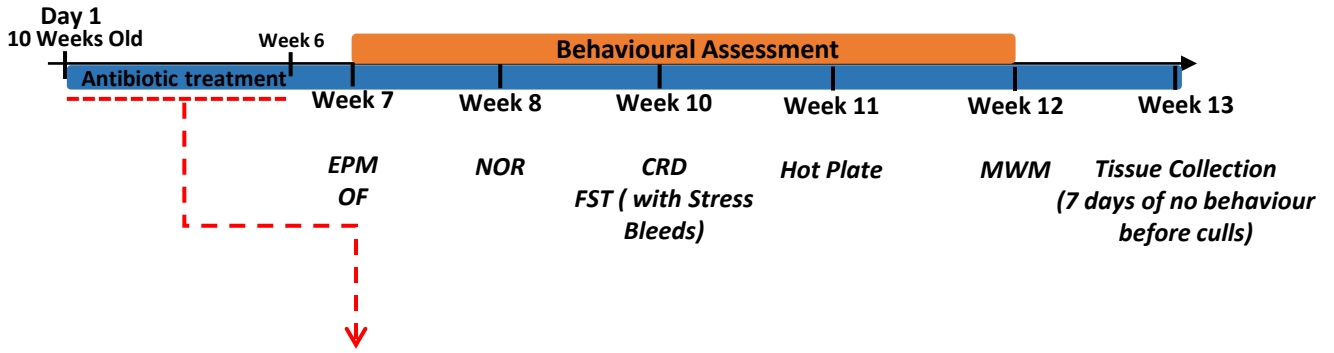 Day 1
10 Weeks Old
Week 6
Behavioural Assessment
Antibiotic treatment
Week 7
Week 8
Week 10
Week 11
Week 12
Week 13
EPM
OF
NOR
CRD
FST ( with Stress
Bleeds)
Hot Plate
MWM
Tissue Collection
(7 days of no behaviour
before culls)